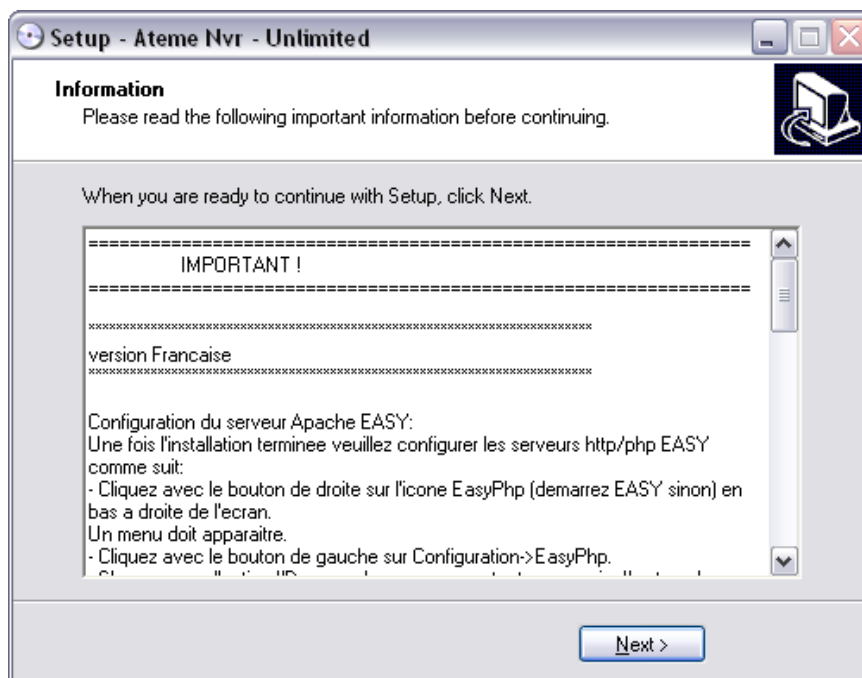 Setup - Ateme Nvr - Unlimited
Information
Please read the following important information before continuing.
When you are ready to continue with Setup, click Next.
================================================================
IMPORTANT !
================================================================
*************************************************************************
version Francaise
*************************************************************************
Configuration du serveur Apache EASY:
Une fois l'installation terminee veuillez configurer les serveurs http/php EASY
comme suit:
- Cliquez avec le bouton de droite sur l'icone EasyPhp (demarrez EASY sinon) en
bas a droite de l'ecran.
Un menu doit apparaitre.
- Cliquez avec le bouton de gauche sur Configuration->EasyPhp.
Next >